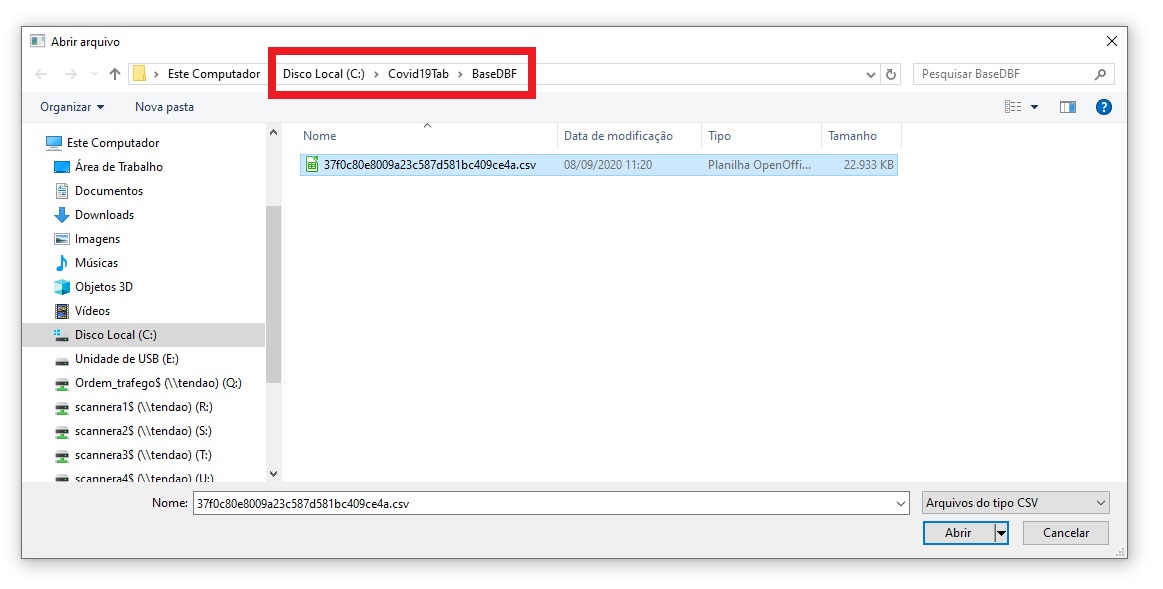 Abrir arquivo
Este Computador > Disco Local (C:) > Covid19Tab > BaseDBF
Pesquisar BaseDBF
Organizar
Nova pasta
Este Computador
Área de Trabalho
Documentos
Downloads
Imagens
Músicas
Objetos 3D
Vídeos
Disco Local (C:)
Unidade de USB (E:)
Ordem_trafego$ (\\tendao) (Q:)
scannera1$ (\\tendao) (R:)
scannera2$ (\\tendao) (S:)
scannera3$ (\\tendao) (T:)
scannera4$ (\\tendao) (U:)
Nome Data de modificação Tipo Tamanho
37f0c80e8009a23c587d581bc409ce4a.csv 08/09/2020 11:20 Planilha OpenOffi... 22.933 KB
Nome: 37f0c80e8009a23c587d581bc409ce4a.csv
Arquivos do tipo CSV
Abrir
Cancelar